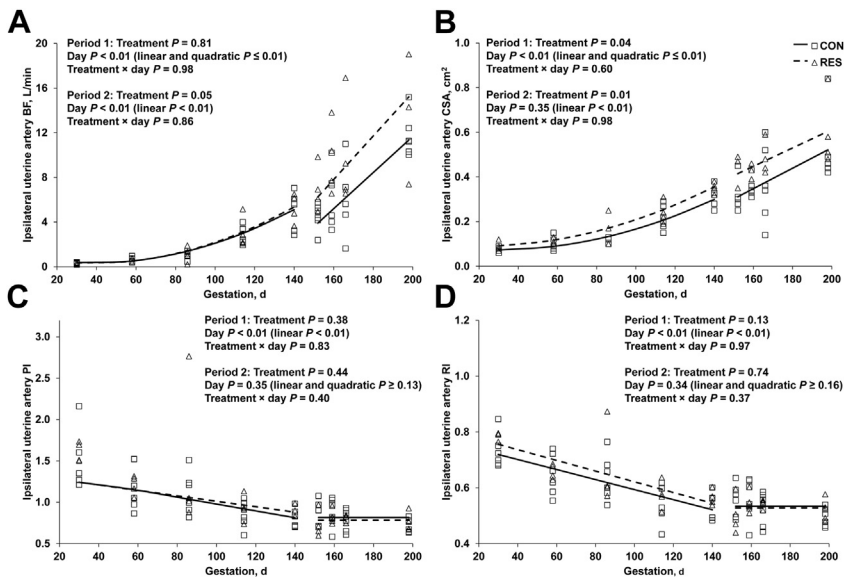 A
Period 1: Treatment P = 0.81
Day P < 0.01 (linear and quadratic P ≤ 0.01)
Treatment × day P = 0.98
Period 2: Treatment P = 0.05
Day P < 0.01 (linear P < 0.01)
Treatment × day P = 0.86
Ipsilateral uterine artery BF, L/min
20
16
12
8
4
0
20 40 60 80 100 120 140 160 180 200
Gestation, d
B
Period 1: Treatment P = 0.04
Day P < 0.01 (linear and quadratic P ≤ 0.01)
Treatment × day P = 0.60
Period 2: Treatment P = 0.01
Day P = 0.35 (linear P < 0.01)
Treatment × day P = 0.98
CON
RES
Ipsilateral uterine artery CSA, cm²
1.0
0.8
0.6
0.4
0.2
0.0
20 40 60 80 100 120 140 160 180 200
Gestation, d
C
Period 1: Treatment P = 0.38
Day P < 0.01 (linear P < 0.01)
Treatment × day P = 0.83
Period 2: Treatment P = 0.44
Day P = 0.35 (linear and quadratic P ≥ 0.13)
Treatment × day P = 0.40
Ipsilateral uterine artery PI
3.0
2.5
2.0
1.5
1.0
0.5
20 40 60 80 100 120 140 160 180 200
Gestation, d
D
Period 1: Treatment P = 0.13
Day P < 0.01 (linear P < 0.01)
Treatment × day P = 0.97
Period 2: Treatment P = 0.74
Day P = 0.34 (linear and quadratic P ≥ 0.16)
Treatment × day P = 0.37
Ipsilateral uterine artery RI
1.2
1.0
0.8
0.6
0.4
20 40 60 80 100 120 140 160 180 200
Gestation, d